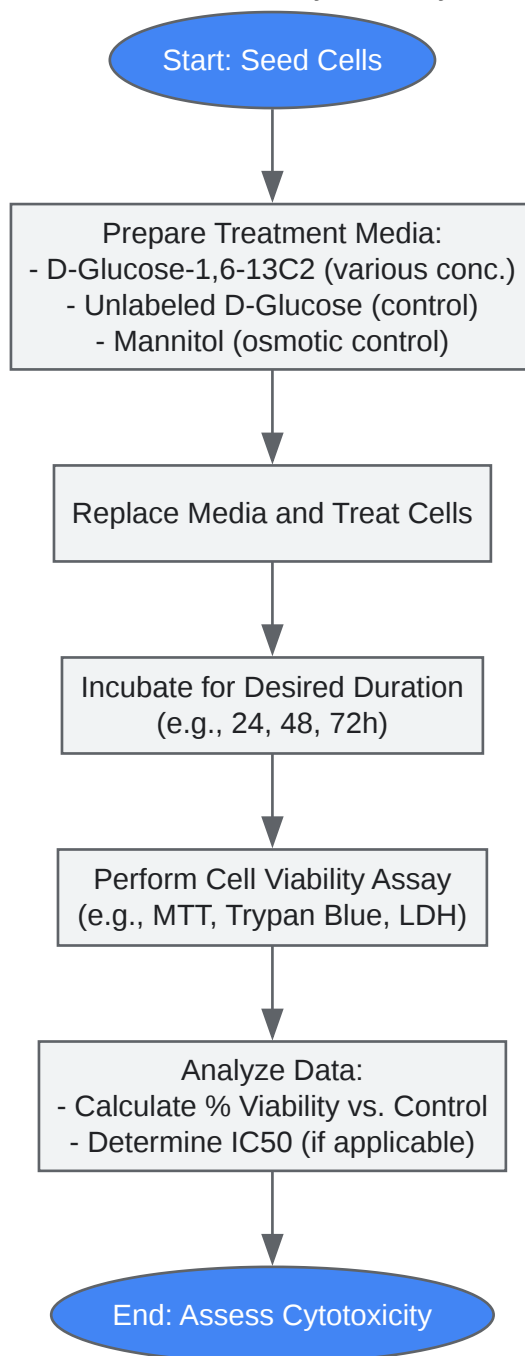 Start: Seed Cells
Prepare Treatment Media:
- D-Glucose-1,6-13C2 (various conc.)
- Unlabeled D-Glucose (control)
- Mannitol (osmotic control)
Replace Media and Treat Cells
Incubate for Desired Duration
(e.g., 24, 48, 72h)
Perform Cell Viability Assay
(e.g., MTT, Trypan Blue, LDH)
Analyze Data:
- Calculate % Viability vs. Control
- Determine IC50 (if applicable)
End: Assess Cytotoxicity